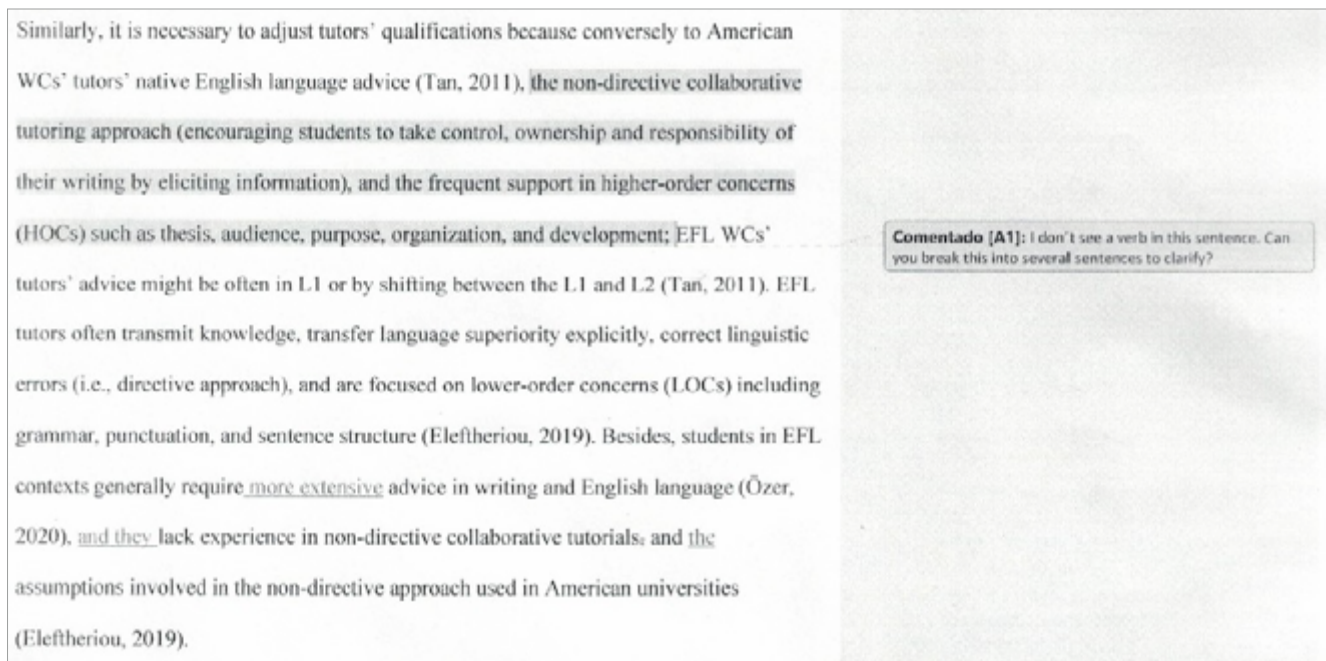 Similarly, it is necessary to adjust tutors' qualifications because conversely to American
WCs' tutors' native English language advice (Tan, 2011), the non-directive collaborative
tutoring approach (encouraging students to take control, ownership and responsibility of
their writing by eliciting information), and the frequent support in higher-order concerns
(HOCs) such as thesis, audience, purpose, organization, and development; EFL WCs'
Comentado [A1]: I don't see a verb in this sentence. Can
you break this into several sentences to clarify?
tutors' advice might be often in L1 or by shifting between the L1 and L2 (Tan, 2011). EFL
tutors often transmit knowledge, transfer language superiority explicitly, correct linguistic
errors (i.e., directive approach), and are focused on lower-order concerns (LOCs) including
grammar, punctuation, and sentence structure (Eleftheriou, 2019). Besides, students in EFL
contexts generally require more extensive advice in writing and English language (Özer,
2020), and they lack experience in non-directive collaborative tutorials, and the
assumptions involved in the non-directive approach used in American universities
(Eleftheriou, 2019).